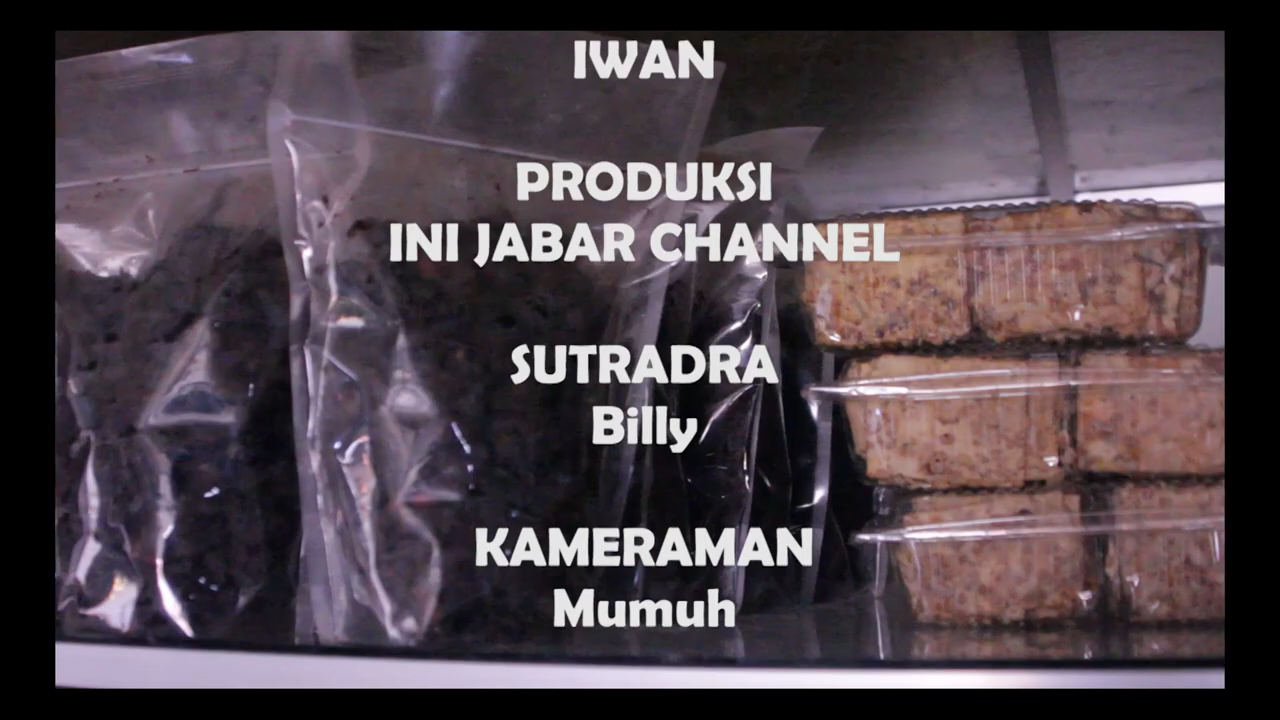 IWAN
PRODUKSI
INI JABAR CHANNEL
SUTRADRA
Billy
KAMERAMAN
Mumuh